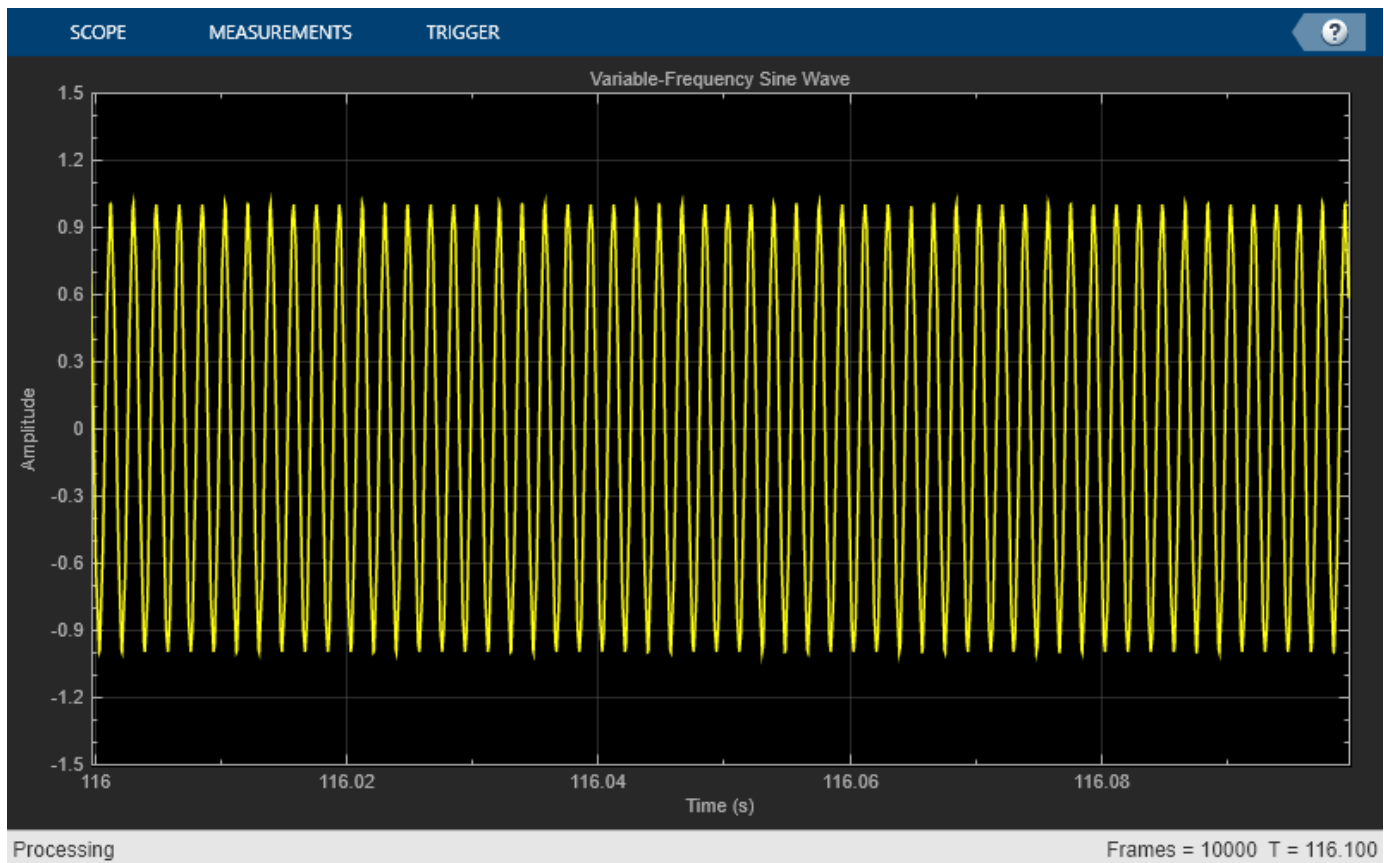 SCOPE MEASUREMENTS TRIGGER ?
Variable-Frequency Sine Wave
1.5
1.2
0.9
0.6
0.3
0
-0.3
-0.6
-0.9
-1.2
-1.5
Amplitude
116 116.02 116.04 116.06 116.08
Time (s)
Processing Frames = 10000 T = 116.100